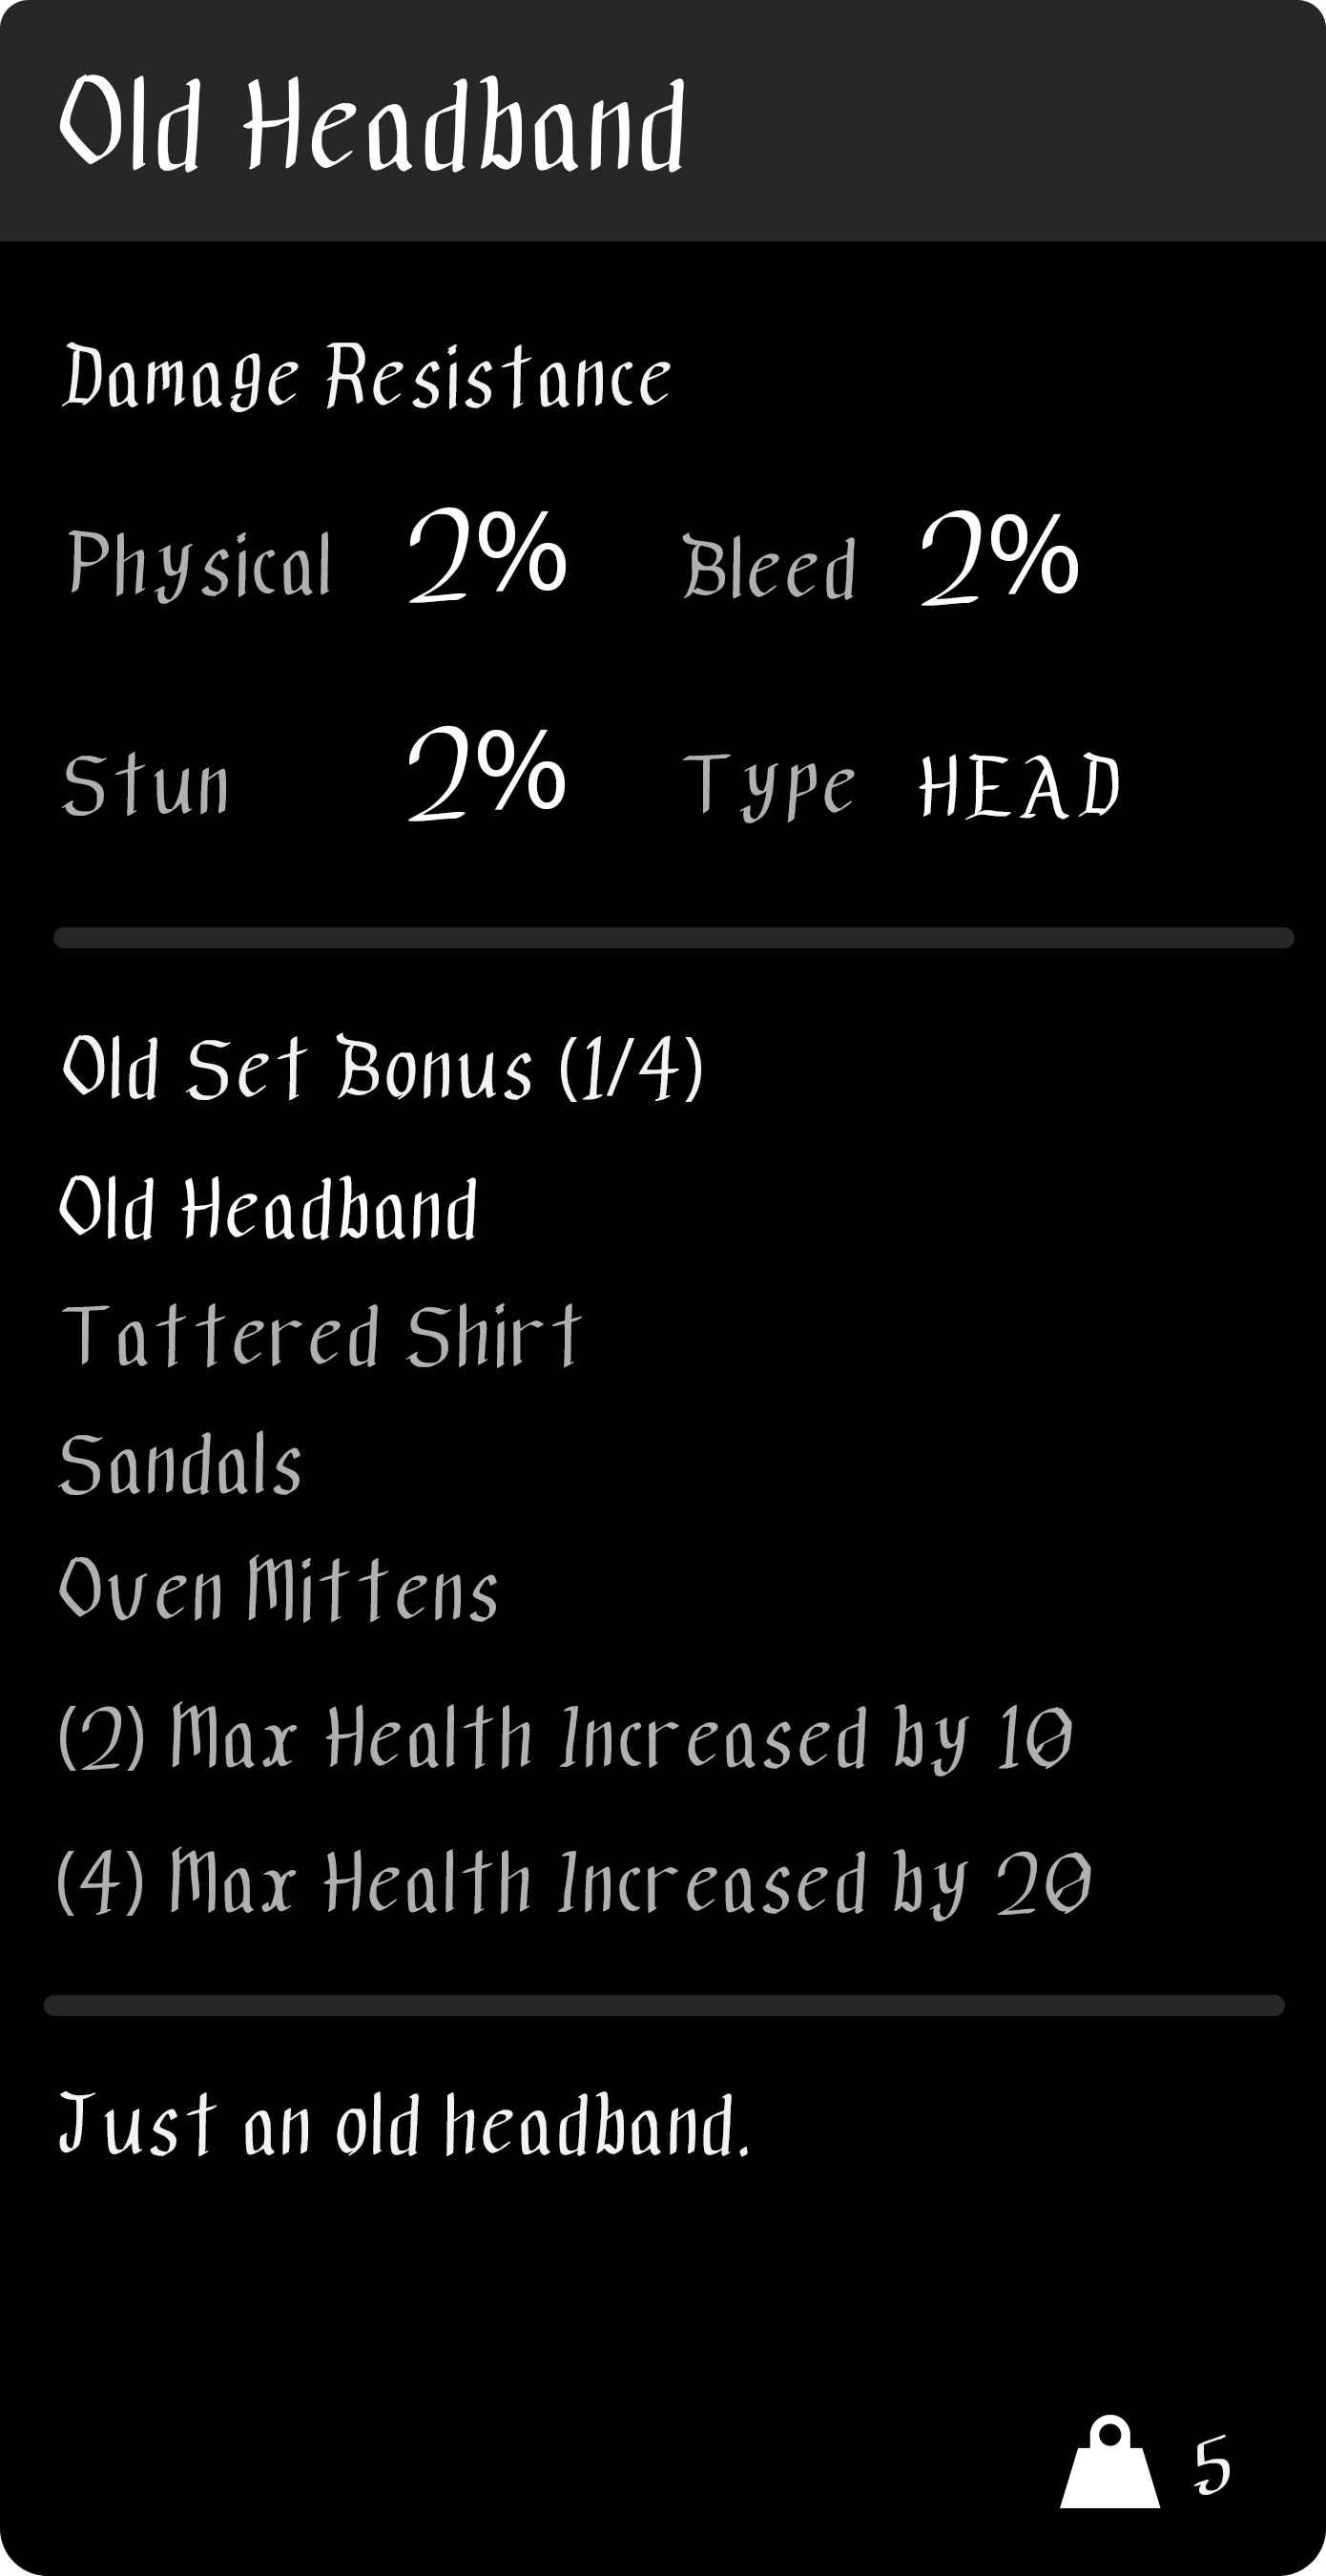 Old Headband
Damage Resistance
Physical 2% Bleed 2%
Stun 2% Type HEAD
Old Set Bonus (1/4)
Old Headband
Tattered Shirt
Sandals
Oven Mittens
(2) Max Health Increased by 10
(4) Max Health Increased by 20
Just an old headband.
5